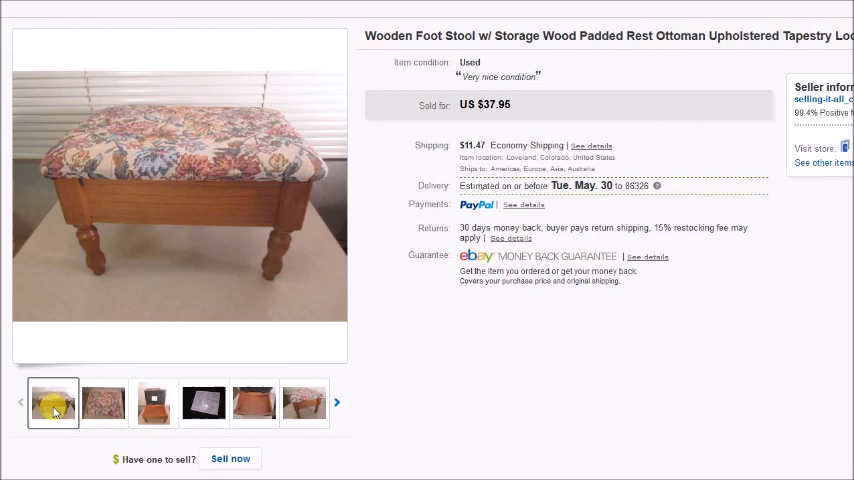 Wooden Foot Stool w/ Storage Wood Padded Rest Ottoman Upholstered Tapestry
Item condition: Used
“Very nice condition”
Sold for: US $37.95
Seller
selling-it-all_
99.4% Positive
Visit store:
See other
Shipping: $11.47 Economy Shipping | See details
Item location: Loveland, Colorado, United States
Ships to: Americas, Europe, Asia, Australia
Delivery: Estimated on or before Tue. May. 30 to 86326
Payments: PayPal | See details
Returns: 30 days money back, buyer pays return shipping, 15% restocking fee may
apply | See details
Guarantee: ebay MONEY BACK GUARANTEE | See details
Get the item you ordered or get your money back.
Covers your purchase price and original shipping.
$ Have one to sell? Sell now